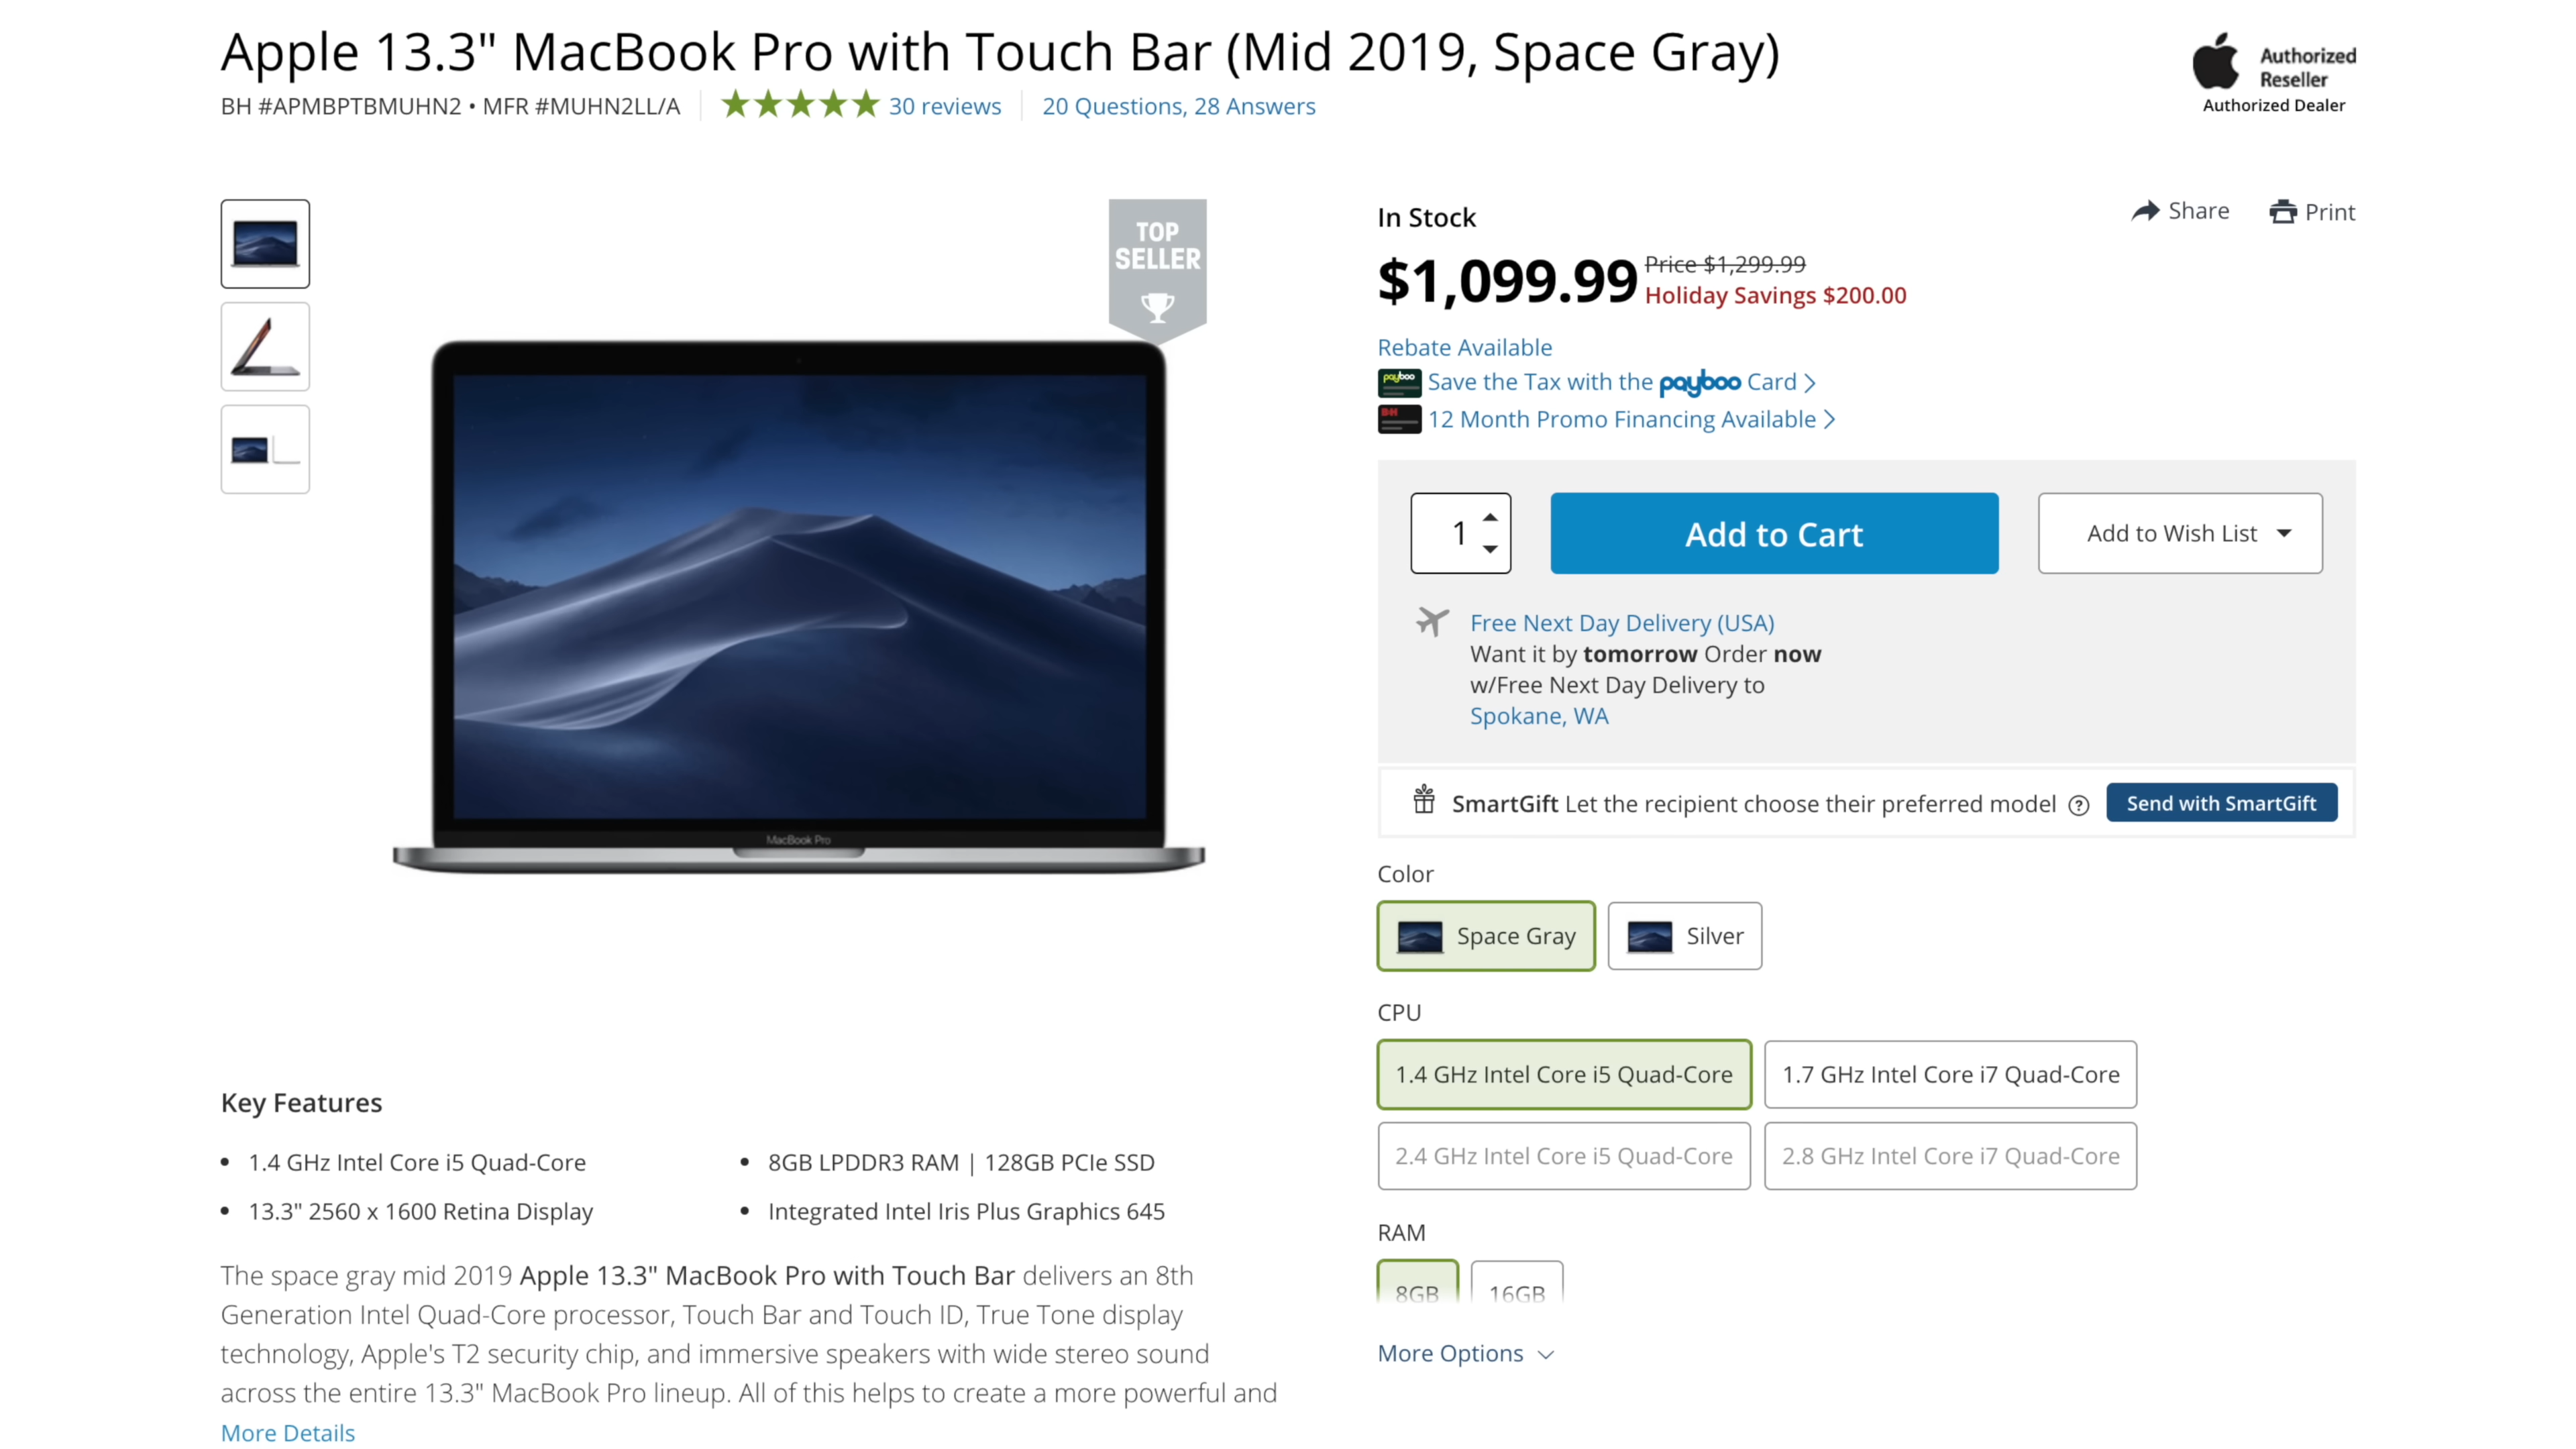 Apple 13.3" MacBook Pro with Touch Bar (Mid 2019, Space Gray)
BH #APMBPTBMUHN2 • MFR #MUHN2LL/A
30 reviews
20 Questions, 28 Answers
Authorized
Reseller
Authorized Dealer
TOP
SELLER
MacBook Pro
In Stock
Share
Print
$1,099.99
Price $1,299.99
Holiday Savings $200.00
Rebate Available
payboo Save the Tax with the payboo Card
B&H 12 Month Promo Financing Available
1
Add to Cart
Add to Wish List
Free Next Day Delivery (USA)
Want it by tomorrow Order now
w/Free Next Day Delivery to
Spokane, WA
SmartGift Let the recipient choose their preferred model ?
Send with SmartGift
Color
Space Gray
Silver
CPU
1.4 GHz Intel Core i5 Quad-Core
1.7 GHz Intel Core i7 Quad-Core
2.4 GHz Intel Core i5 Quad-Core
2.8 GHz Intel Core i7 Quad-Core
RAM
8GB
16GB
More Options
Key Features
• 1.4 GHz Intel Core i5 Quad-Core
• 13.3" 2560 x 1600 Retina Display
• 8GB LPDDR3 RAM | 128GB PCIe SSD
• Integrated Intel Iris Plus Graphics 645
The space gray mid 2019 Apple 13.3" MacBook Pro with Touch Bar delivers an 8th
Generation Intel Quad-Core processor, Touch Bar and Touch ID, True Tone display
technology, Apple's T2 security chip, and immersive speakers with wide stereo sound
across the entire 13.3" MacBook Pro lineup. All of this helps to create a more powerful and
More Details